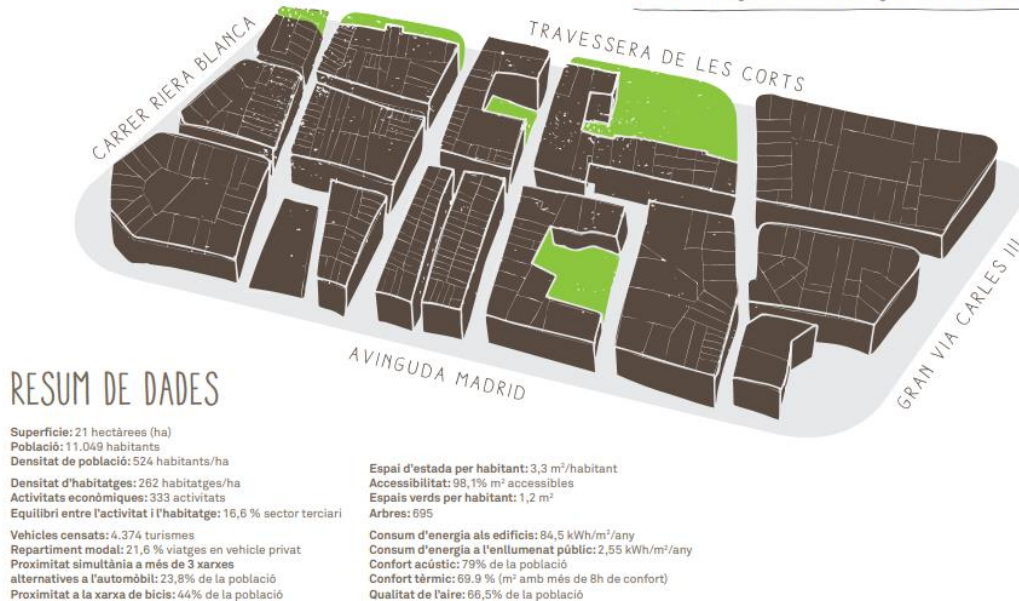 TRAVESSERA DE LES CORTS
CARRER RIERA BLANCA
GRAN VIA CARLES III
AVINGUDA MADRID
RESUM DE DADES
Superfície: 21 hectàrees (ha)
Població: 11.049 habitants
Densitat de població: 524 habitants/ha
Densitat d'habitatges: 262 habitatges/ha
Activitats econòmiques: 333 activitats
Equilibri entre l'activitat i l'habitatge: 16,6 % sector terciari
Vehicles censats: 4.374 turismes
Repartiment modal: 21,6 % viatges en vehicle privat
Proximitat simultània a més de 3 xarxes
alternatives a l'automòbil: 23,8% de la població
Proximitat a la xarxa de bicis: 44% de la població
Espai d'estada per habitant: 3,3 m²/habitant
Accessibilitat: 98,1% m² accessibles
Espais verds per habitant: 1,2 m²
Arbres: 695
Consum d'energia als edificis: 84,5 kWh/m²/any
Consum d'energia a l'enllumenat públic: 2,55 kWh/m²/any
Confort acústic: 79% de la població
Confort tèrmic: 69.9 % (m² amb més de 8h de confort)
Qualitat de l'aire: 66,5% de la població